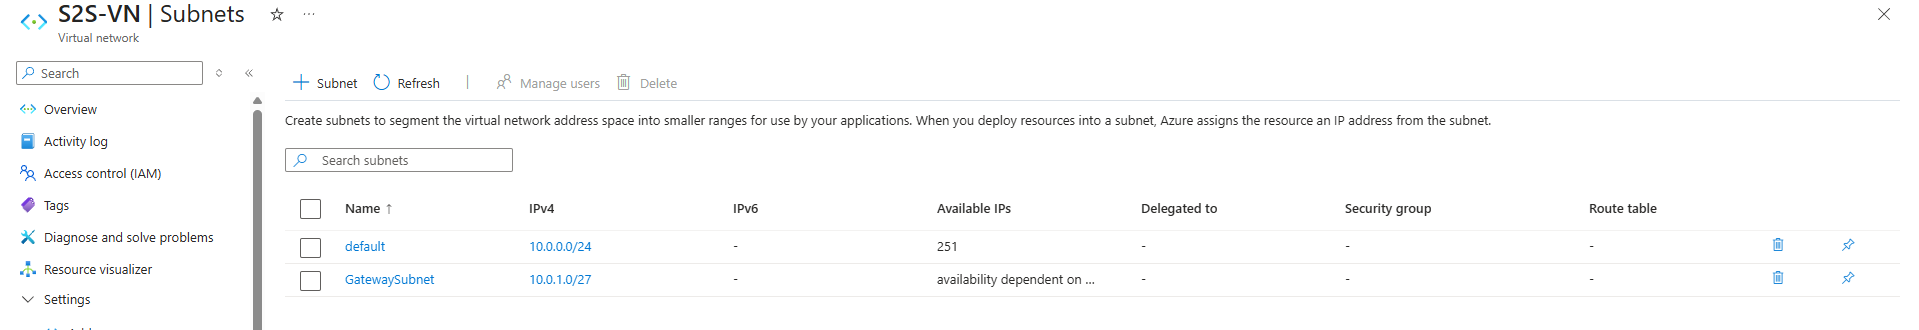 S2S-VN | Subnets ☆ ...
Virtual network
Search
Overview
Activity log
Access control (IAM)
Tags
Diagnose and solve problems
Resource visualizer
Settings
Subnet Refresh Manage users Delete
Create subnets to segment the virtual network address space into smaller ranges for use by your applications. When you deploy resources into a subnet, Azure assigns the resource an IP address from the subnet.
Search subnets
Name ↑ IPv4 IPv6 Available IPs Delegated to Security group Route table
default 10.0.0.0/24 - 251 - - -
GatewaySubnet 10.0.1.0/27 - availability dependent on ... - - -